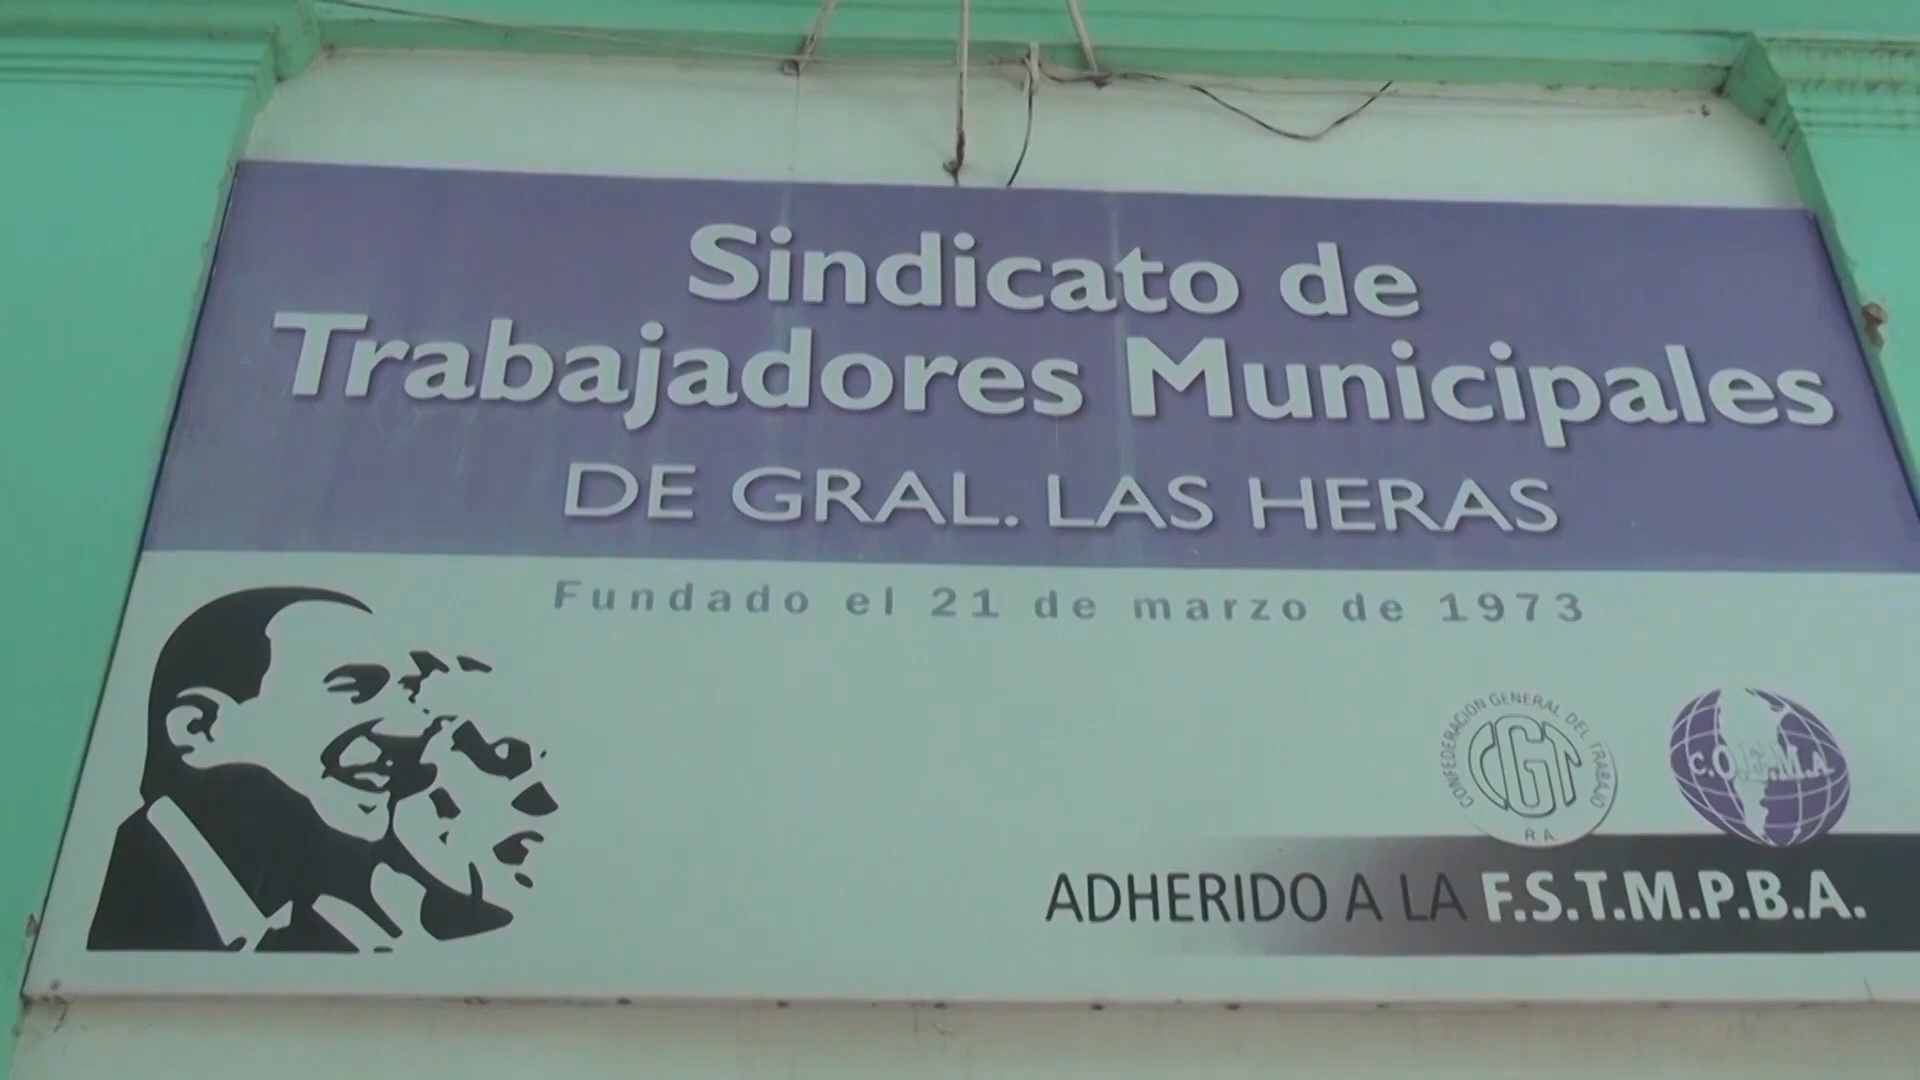 Sindicato de
Trabajadores Municipales
DE GRAL. LAS HERAS
Fundado el 21 de marzo de 1973
CONFEDERACION GENERAL DEL TRABAJO
CGT
R A
C.O.E.M.A
ADHERIDO A LA F.S.T.M.P.B.A.